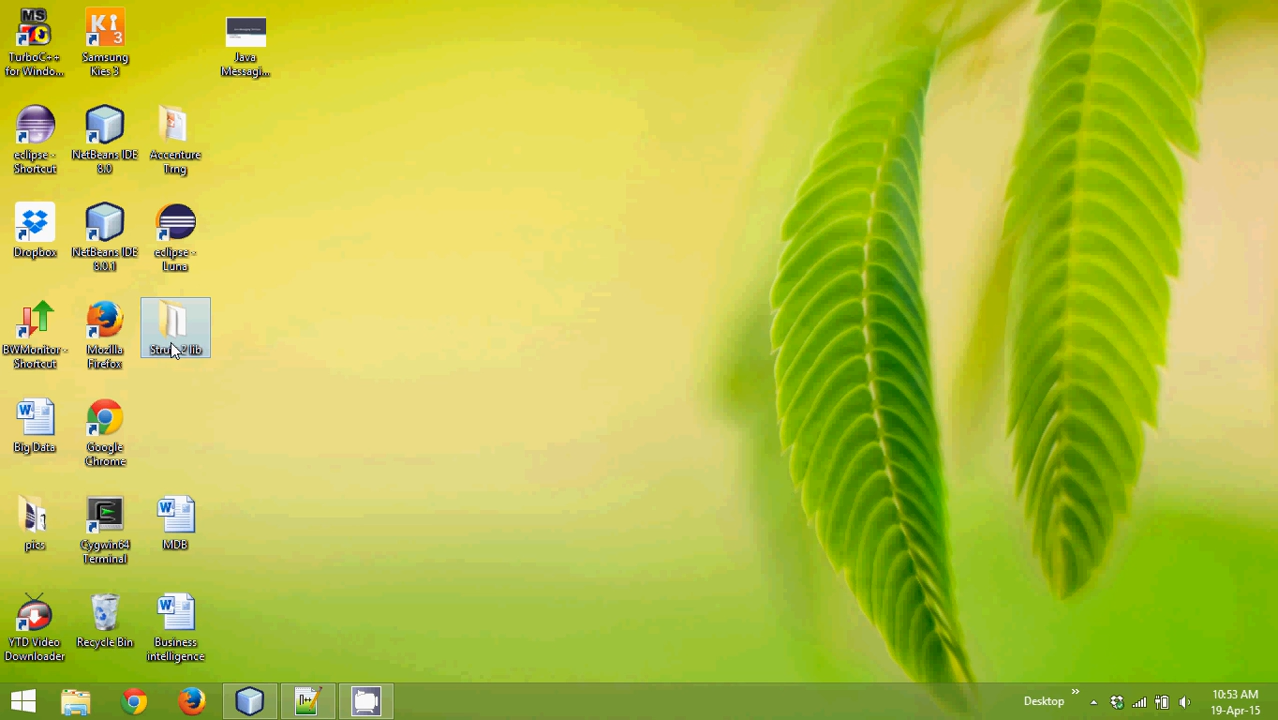 MS
TurboC++
for Windo...
KI
3
Samsung
Kies 3
Java
Messagi...
eclipse -
Shortcut
NetBeans IDE
8.0
Accenture
Trng
Dropbox
NetBeans IDE
8.0.1
eclipse -
Luna
BWMonitor -
Shortcut
Mozilla
Firefox
lib
Big Data
Google
Chrome
pics
Cygwin64
Terminal
MDB
YTD Video
Downloader
Recycle Bin
Business
intelligence
Desktop
10:53 AM
19-Apr-15